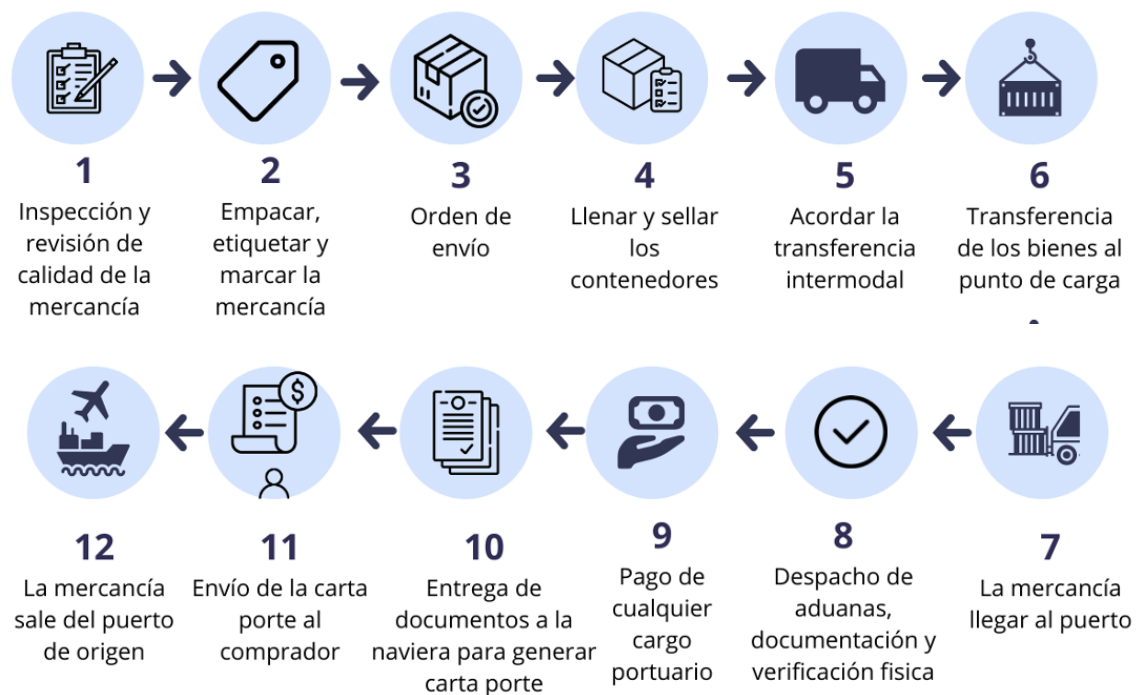 1
Inspección y
revisión de
calidad de la
mercancía
2
Empacar,
etiquetar y
marcar la
mercancía
3
Orden de
envío
4
Llenar y sellar
los
contenedores
5
Acordar la
transferencia
intermodal
6
Transferencia
de los bienes al
punto de carga
12
La mercancía
sale del puerto
de origen
11
Envío de la carta
porte al
comprador
10
Entrega de
documentos a la
naviera para generar
carta porte
9
Pago de
cualquier
cargo
portuario
8
Despacho de
aduanas,
documentación y
verificación fisica
7
La mercancía
llegar al puerto